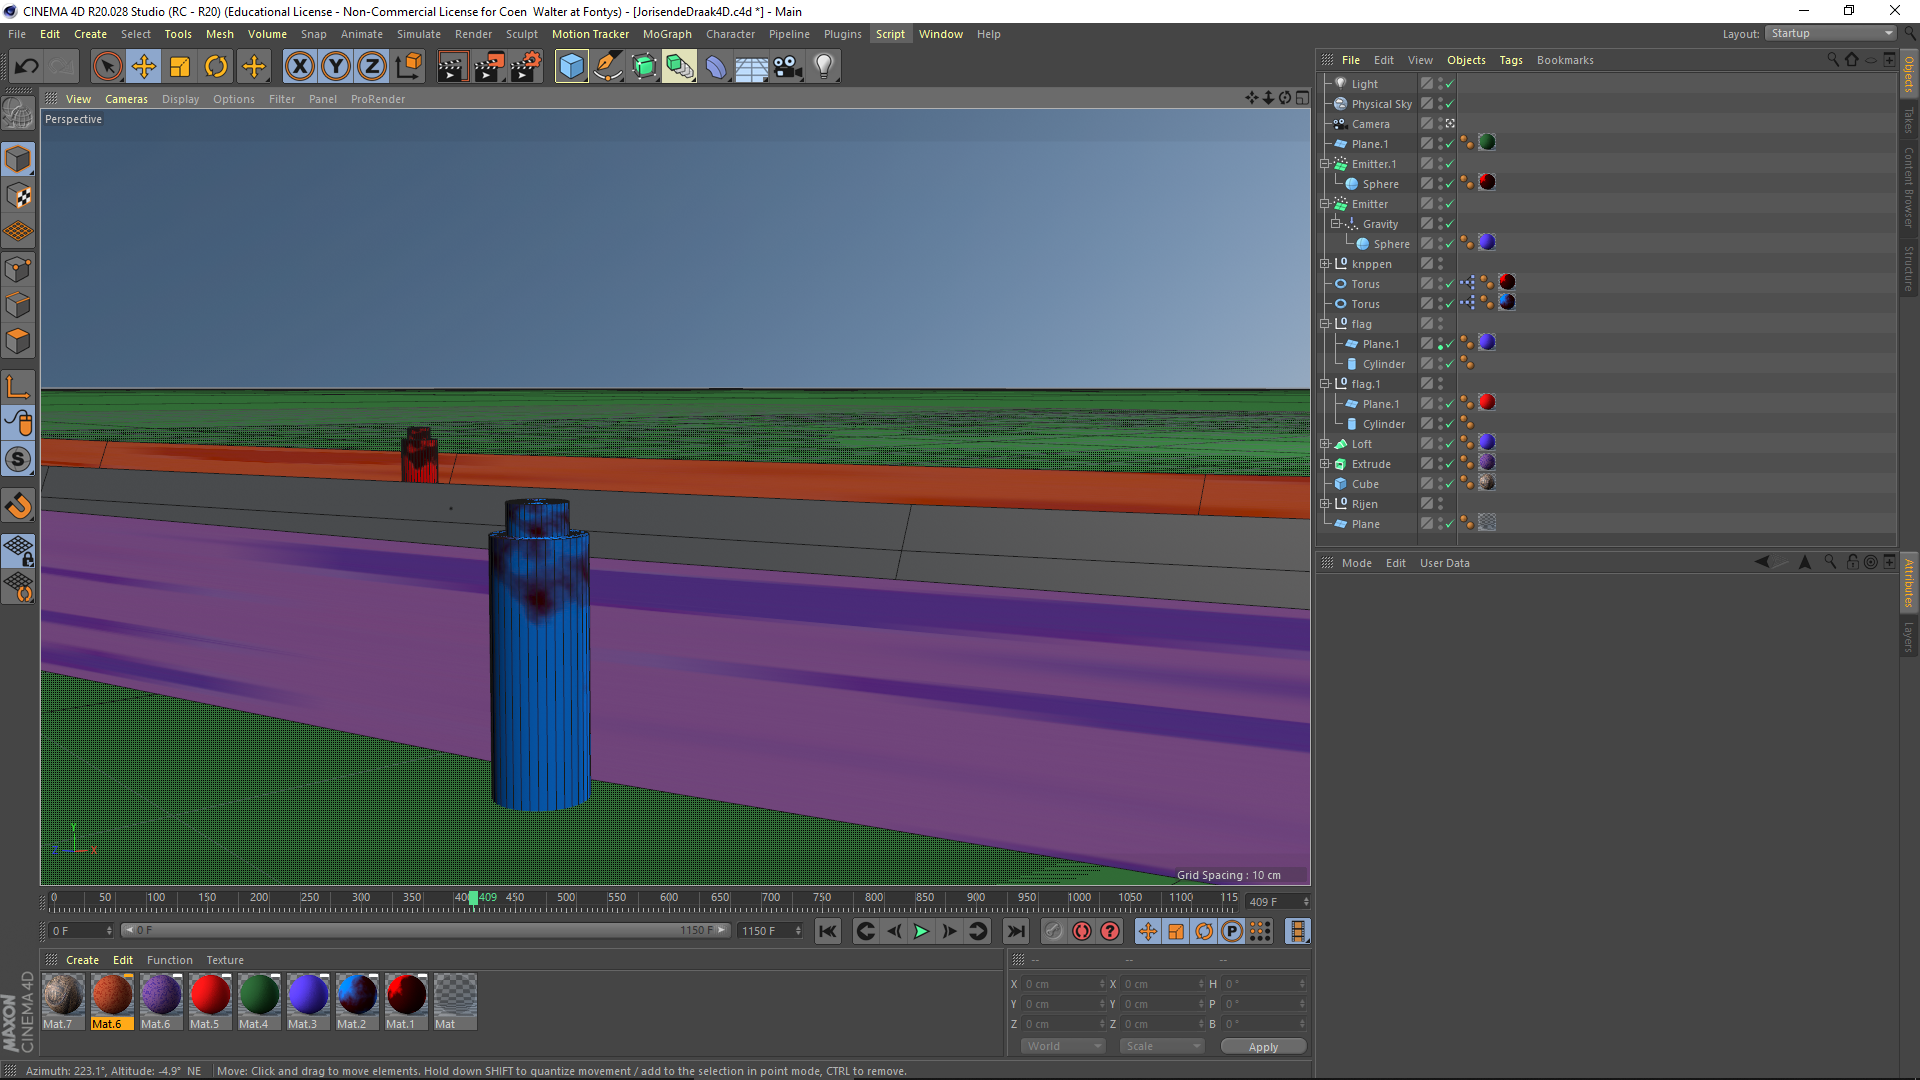 CINEMA 4D R20.028 Studio (RC - R20) (Educational License - Non-Commercial License for Coen  Walter at Fontys) - [JorisendeDraak4D.c4d *] - Main
File Edit Create Select Tools Mesh Volume Snap Animate Simulate Render Sculpt Motion Tracker MoGraph Character Pipeline Plugins Script Window Help Layout: Startup
File Edit View Objects Tags Bookmarks
View Cameras Display Options Filter Panel ProRender
Perspective
Light
Physical Sky
Camera
Plane.1
Emitter.1
Sphere
Emitter
Gravity
Sphere
knppen
Torus
Torus
flag
Plane.1
Cylinder
flag.1
Plane.1
Cylinder
Loft
Extrude
Cube
Rijen
Plane
Objects
Takes
Content Browser
Structure
Mode Edit User Data
Attributes
Layers
Y
X
Z
Grid Spacing : 10 cm
0 50 100 150 200 250 300 350 400 409 450 500 550 600 650 700 750 800 850 900 950 1000 1050 1100 115 409 F
0 F 0 F 1150 F 1150 F
Create Edit Function Texture
-- -- --
Mat.7 Mat.6 Mat.6 Mat.5 Mat.4 Mat.3 Mat.2 Mat.1 Mat
X 0 cm X 0 cm H 0 °
Y 0 cm Y 0 cm P 0 °
Z 0 cm Z 0 cm B 0 °
World Scale Apply
MAXON
CINEMA 4D
Azimuth: 223.1°, Altitude: -4.9° NE Move: Click and drag to move elements. Hold down SHIFT to quantize movement / add to the selection in point mode, CTRL to remove.